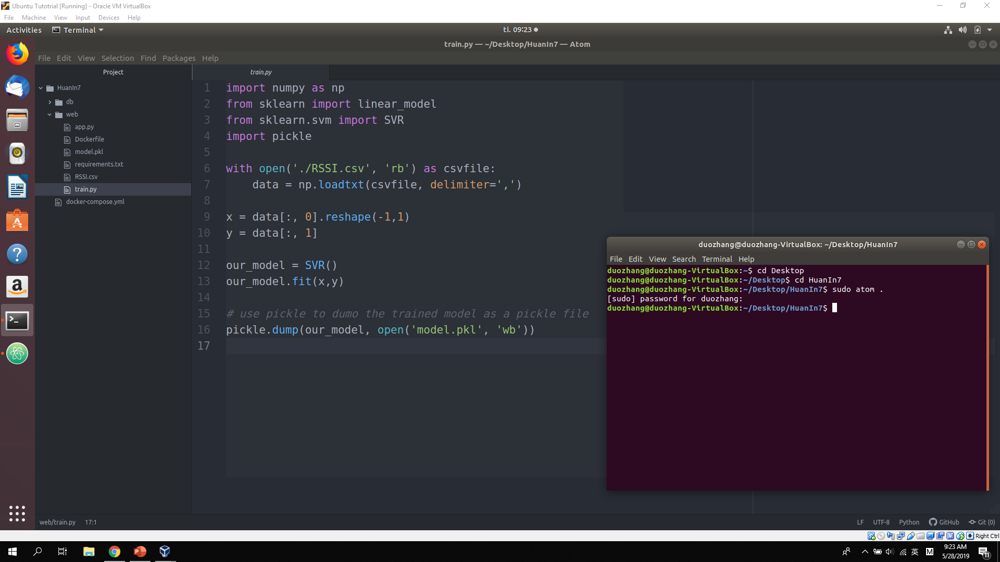 Ubuntu Tutotrial [Running] - Oracle VM VirtualBox
File Machine View Input Devices Help
Activities Terminal ti. 09:23
train.py — ~/Desktop/HuanIn7 — Atom
File Edit View Selection Find Packages Help
Project
HuanIn7
db
web
app.py
Dockerfile
model.pkl
requirements.txt
RSSI.csv
train.py
docker-compose.yml
train.py
1 import numpy as np
2 from sklearn import linear_model
3 from sklearn.svm import SVR
4 import pickle
5
6 with open('./RSSI.csv', 'rb') as csvfile:
7     data = np.loadtxt(csvfile, delimiter=',')
8
9 x = data[:, 0].reshape(-1,1)
10 y = data[:, 1]
11
12 our_model = SVR()
13 our_model.fit(x,y)
14
15 # use pickle to dumo the trained model as a pickle file
16 pickle.dump(our_model, open('model.pkl', 'wb'))
17
duozhang@duozhang-VirtualBox: ~/Desktop/HuanIn7
File Edit View Search Terminal Help
duozhang@duozhang-VirtualBox:~$ cd Desktop
duozhang@duozhang-VirtualBox:~/Desktop$ cd HuanIn7
duozhang@duozhang-VirtualBox:~/Desktop/HuanIn7$ sudo atom .
[sudo] password for duozhang:
duozhang@duozhang-VirtualBox:~/Desktop/HuanIn7$
web/train.py 17:1
LF UTF-8 Python GitHub Git (0)
Right Ctrl
英 M
9:23 AM
5/28/2019
11